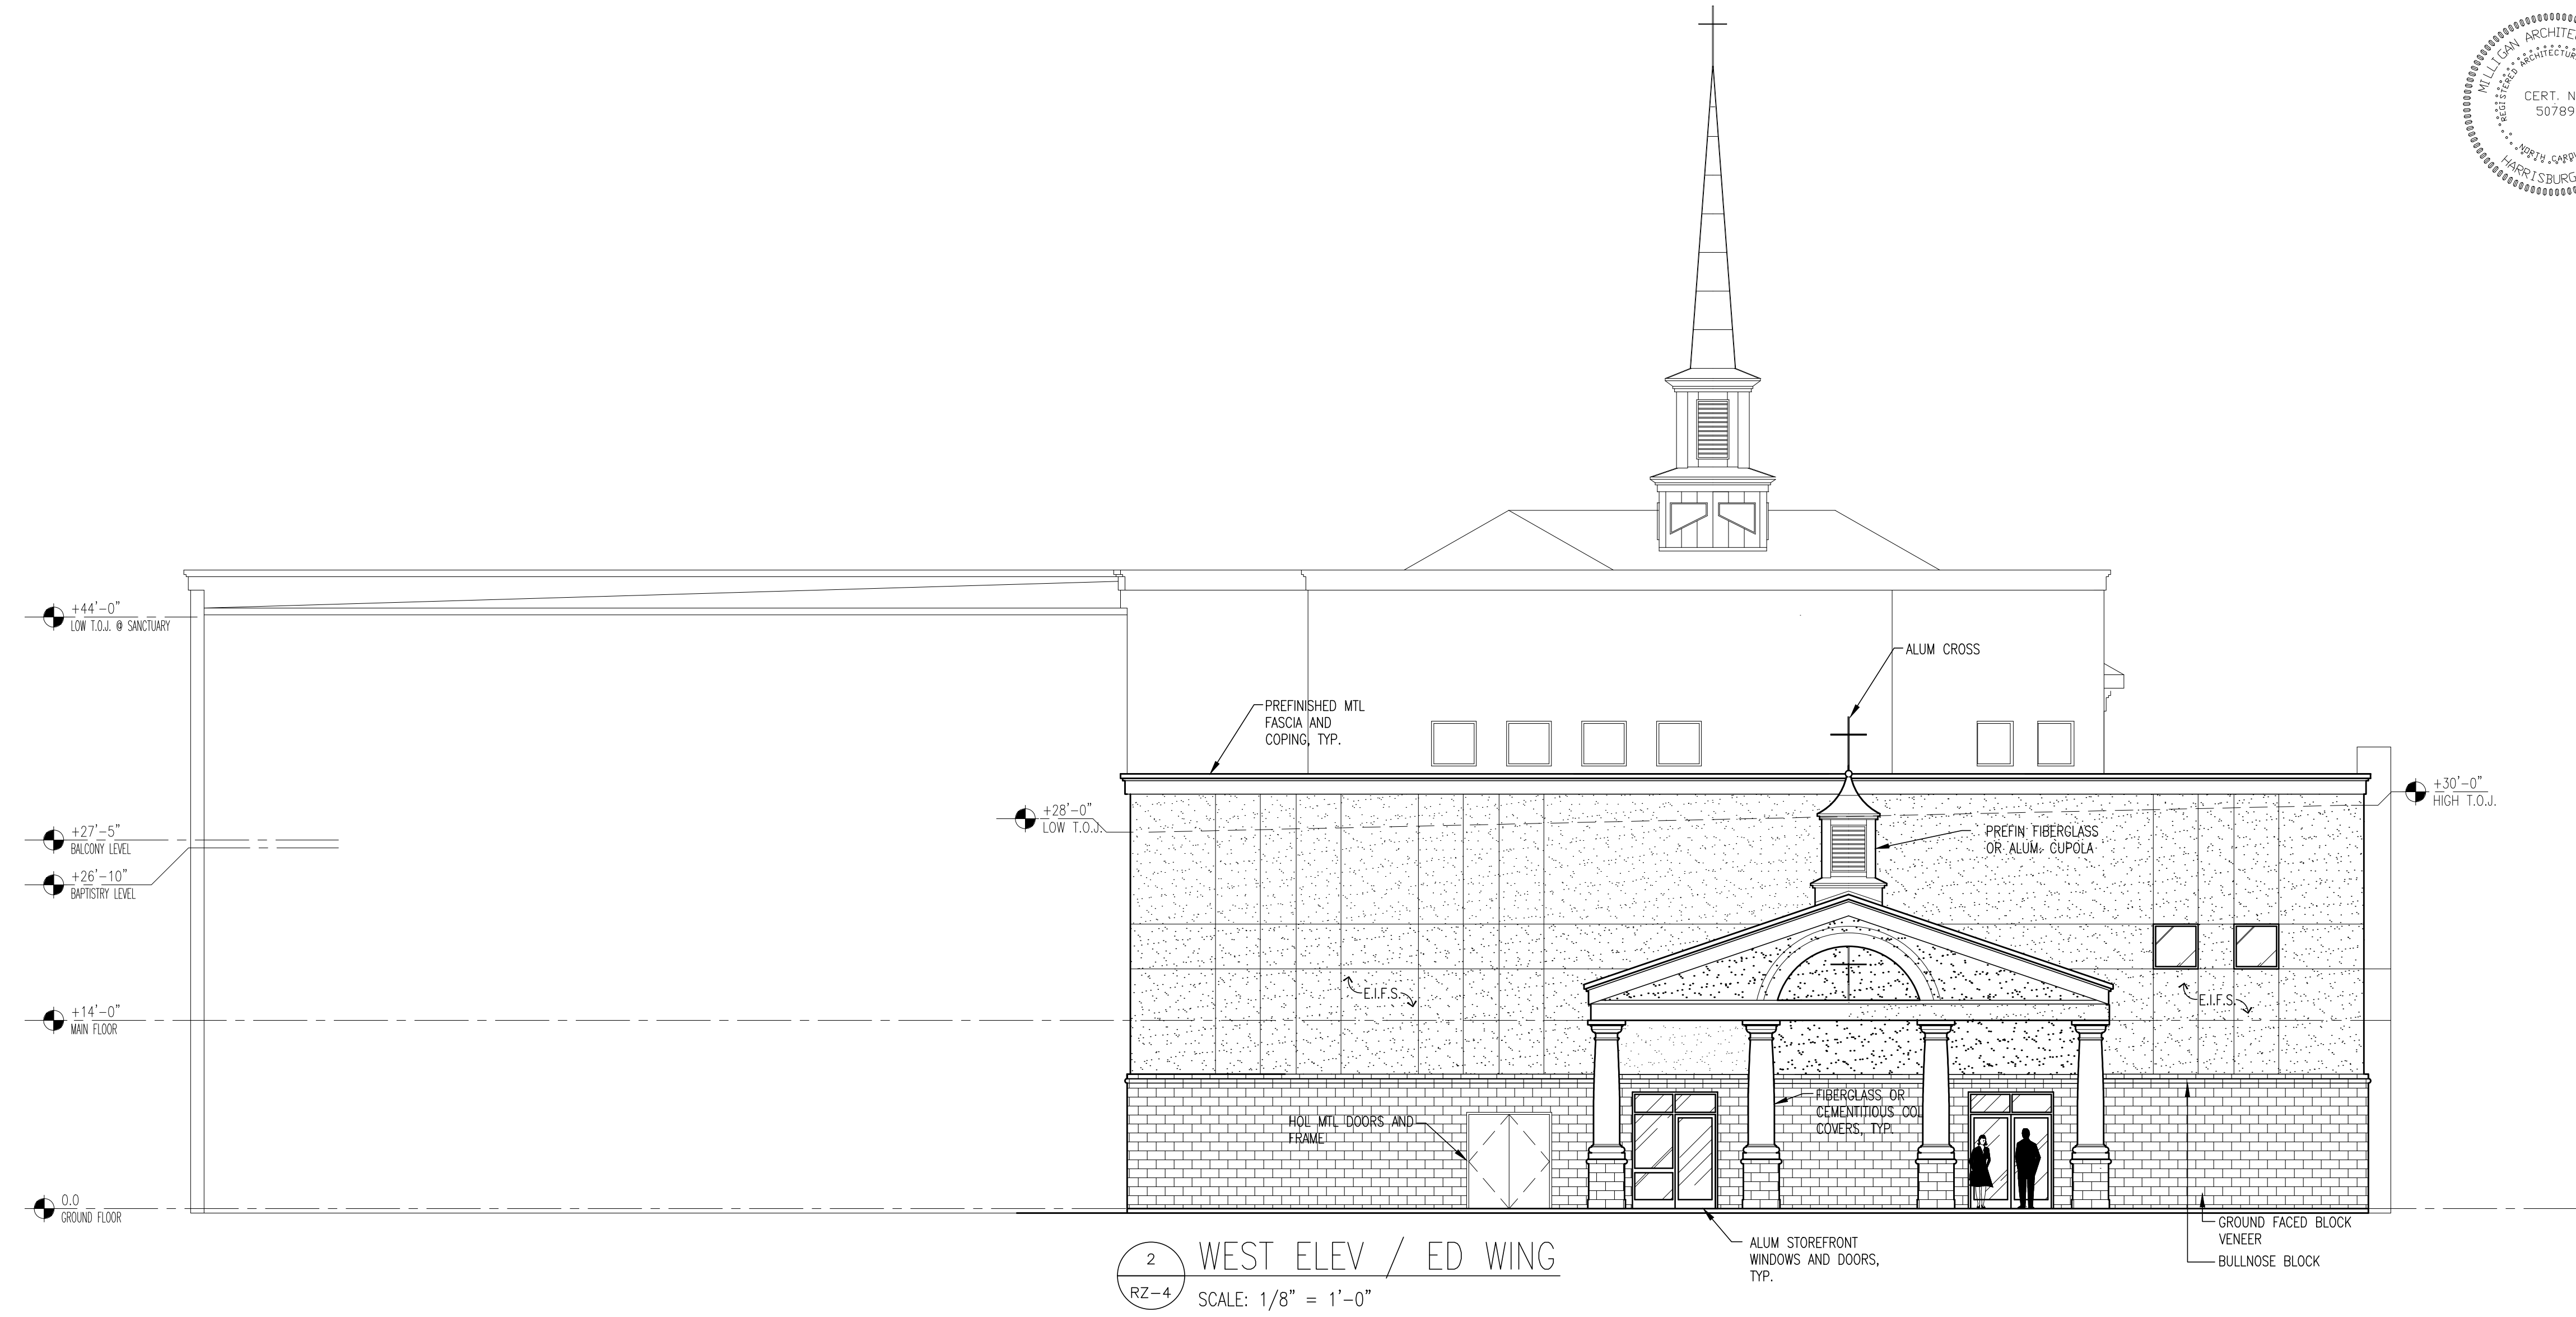 MILLIGAN
REGISTERED
CERT. N
50789
HARRISBURG
ALUM CROSS
+44'-0"
LOW T.O.J. @ SANCTUARY
PREFINISHED MTL
FASCIA AND
COPING, TYP.
+30'-0"
HIGH T.O.J.
+28'-0"
LOW T.O.J.
+27'-5"
BALCONY LEVEL
PREFIN FIBERGLASS
OR ALUM. CUPOLA
+26'-10"
BAPTISTRY LEVEL
E.I.F.S.
E.I.F.S.
+14'-0"
MAIN FLOOR
HOL MTL DOORS AND
FRAME
FIBERGLASS OR
CEMENTITIOUS COL
COVERS, TYP.
0.0
GROUND FLOOR
GROUND FACED BLOCK
VENEER
BULLNOSE BLOCK
ALUM STOREFRONT
WINDOWS AND DOORS,
TYP.
2
RZ-4
WEST ELEV / ED WING
SCALE: 1/8" = 1'-0"